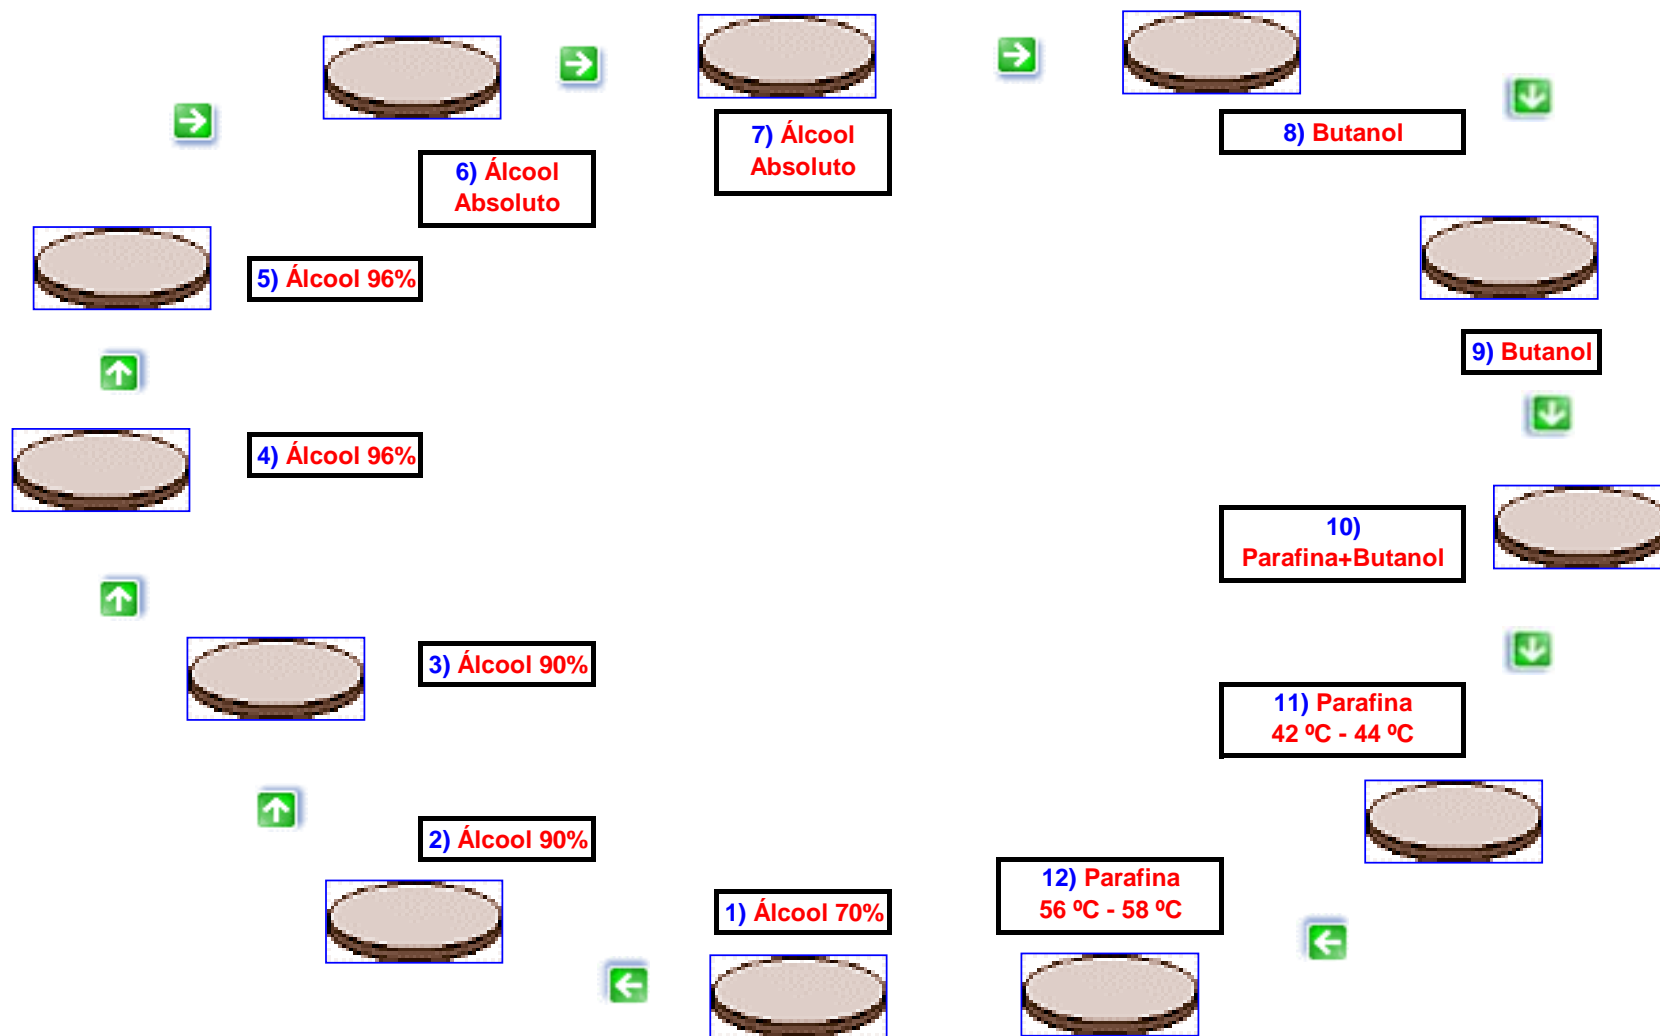 6) Álcool
Absoluto
7) Álcool
Absoluto
8) Butanol
5) Álcool 96%
9) Butanol
4) Álcool 96%
10)
Parafina+Butanol
3) Álcool 90%
11) Parafina
42 ºC - 44 ºC
2) Álcool 90%
1) Álcool 70%
12) Parafina
56 ºC - 58 ºC